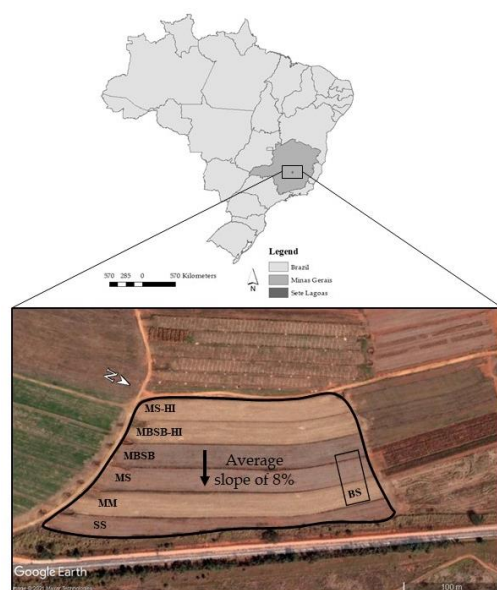 Legend
Brazil
Minas Gerais
Sete Lagoas
570 285 0 570 Kilometers
N
N
MS-HI
MBSB-HI
MBSB
MS
MM
SS
Average
slope of 8%
BS
Google Earth
100 m